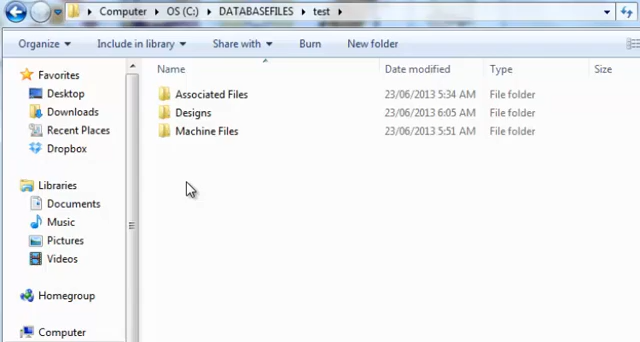 Computer OS (C:) DATABASEFILES test
Organize Include in library Share with Burn New folder
Name Date modified Type Size
Favorites
Desktop
Downloads
Recent Places
Dropbox
Libraries
Documents
Music
Pictures
Videos
Homegroup
Computer
Associated Files 23/06/2013 5:34 AM File folder
Designs 23/06/2013 6:05 AM File folder
Machine Files 23/06/2013 5:51 AM File folder